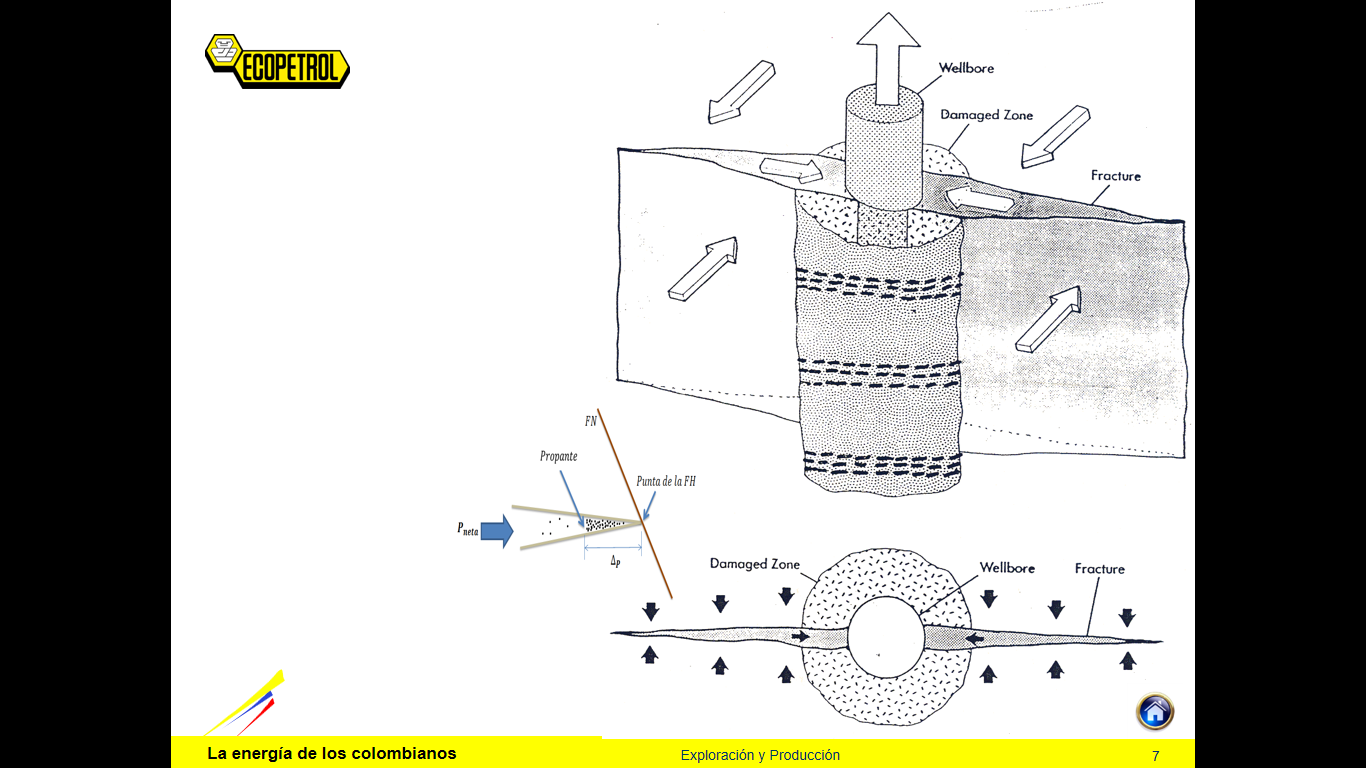 ECOPETROL
Wellbore
Damaged Zone
Fracture
FN
Propante
Punta de la FH
Pneta
ΔP
Damaged Zone
Wellbore
Fracture
La energía de los colombianos
Exploración y Producción
7